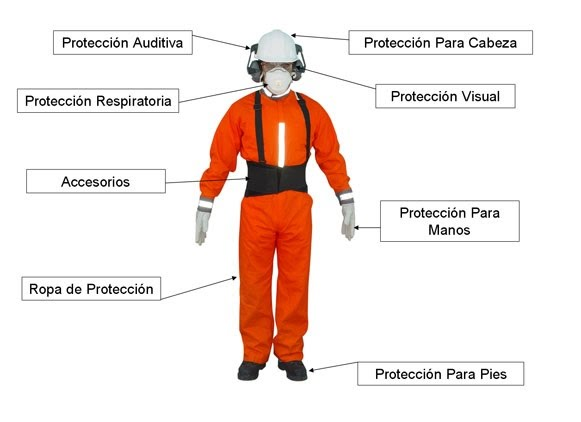 Protección Auditiva
Protección Para Cabeza
Protección Respiratoria
Protección Visual
Accesorios
Protección Para
Manos
Ropa de Protección
Protección Para Pies